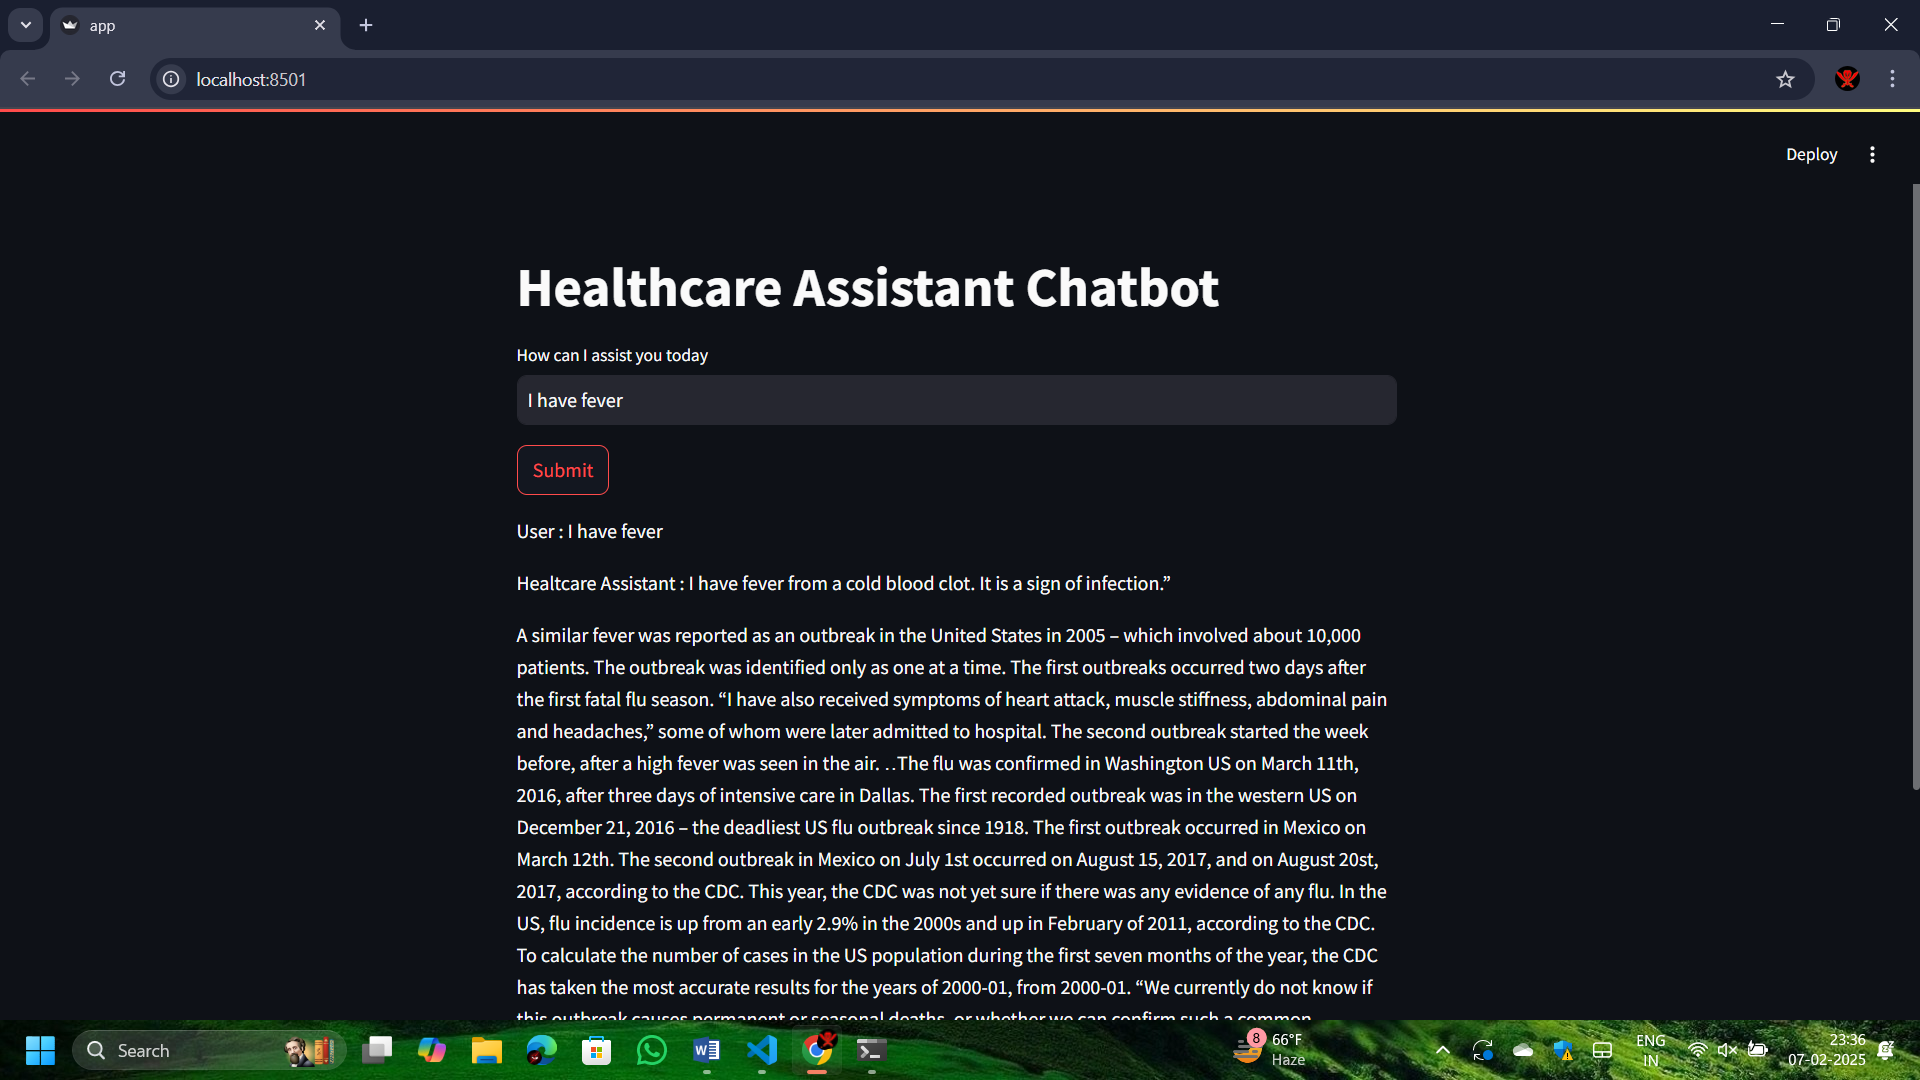 app
localhost:8501
Deploy
Healthcare Assistant Chatbot
How can I assist you today
I have fever
Submit
User : I have fever
Healtcare Assistant : I have fever from a cold blood clot. It is a sign of infection.”
A similar fever was reported as an outbreak in the United States in 2005 – which involved about 10,000
patients. The outbreak was identified only as one at a time. The first outbreaks occurred two days after
the first fatal flu season. “I have also received symptoms of heart attack, muscle stiffness, abdominal pain
and headaches,” some of whom were later admitted to hospital. The second outbreak started the week
before, after a high fever was seen in the air. . .The flu was confirmed in Washington US on March 11th,
2016, after three days of intensive care in Dallas. The first recorded outbreak was in the western US on
December 21, 2016 – the deadliest US flu outbreak since 1918. The first outbreak occurred in Mexico on
March 12th. The second outbreak in Mexico on July 1st occurred on August 15, 2017, and on August 20st,
2017, according to the CDC. This year, the CDC was not yet sure if there was any evidence of any flu. In the
US, flu incidence is up from an early 2.9% in the 2000s and up in February of 2011, according to the CDC.
To calculate the number of cases in the US population during the first seven months of the year, the CDC
has taken the most accurate results for the years of 2000-01, from 2000-01. “We currently do not know if
this outbreak causes permanent or seasonal deaths, or whether we can confirm such a common
Search
8
66°F
Haze
ENG
IN
23:36
07-02-2025